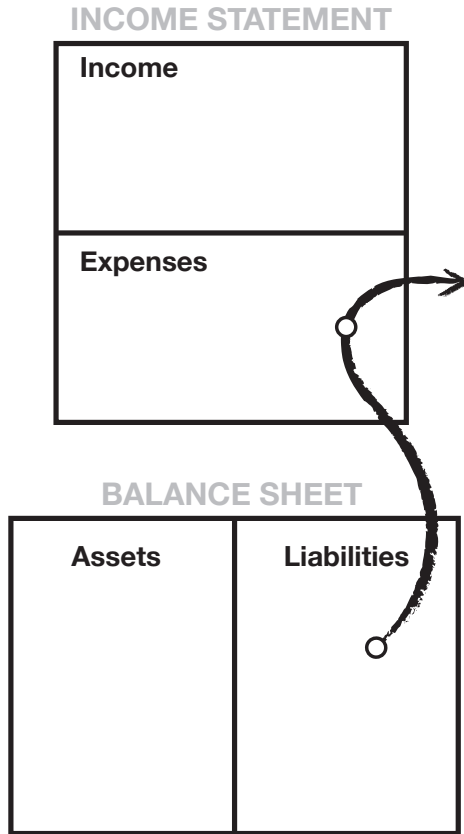 INCOME STATEMENT
Income
Expenses
BALANCE SHEET
Assets
Liabilities